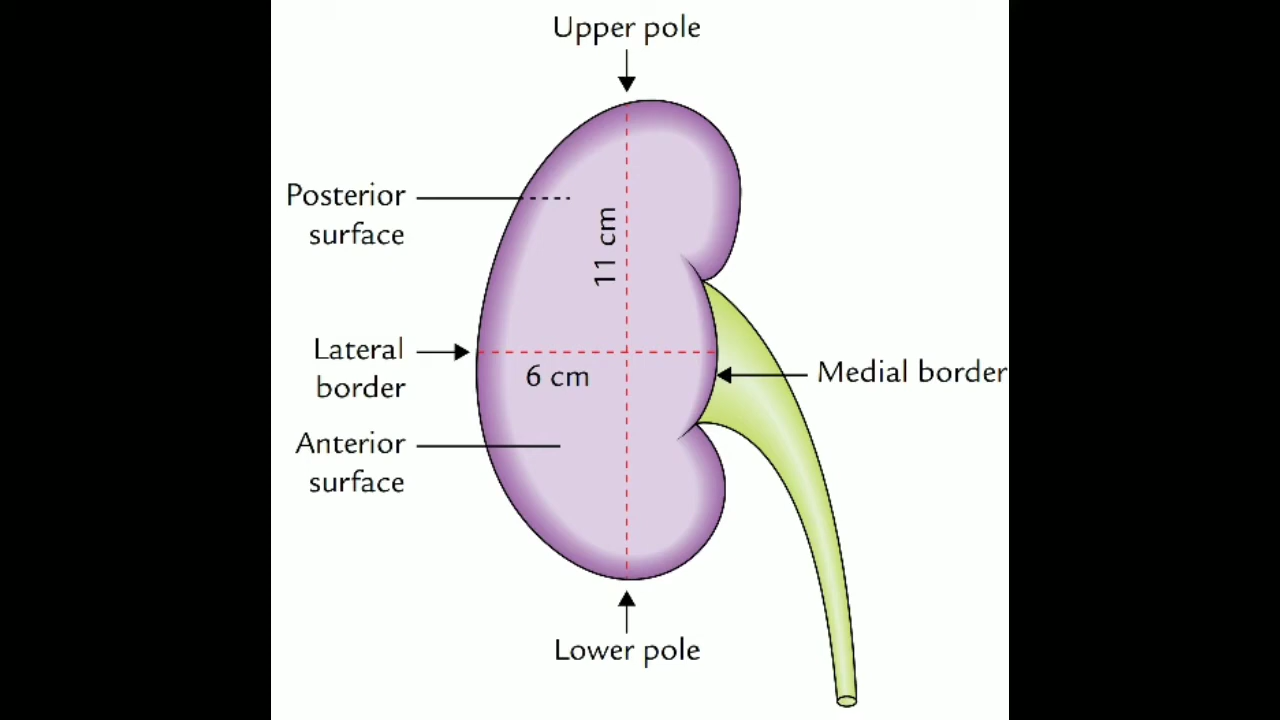 Upper pole
Posterior
surface
11 cm
Lateral
border
6 cm
Medial border
Anterior
surface
Lower pole